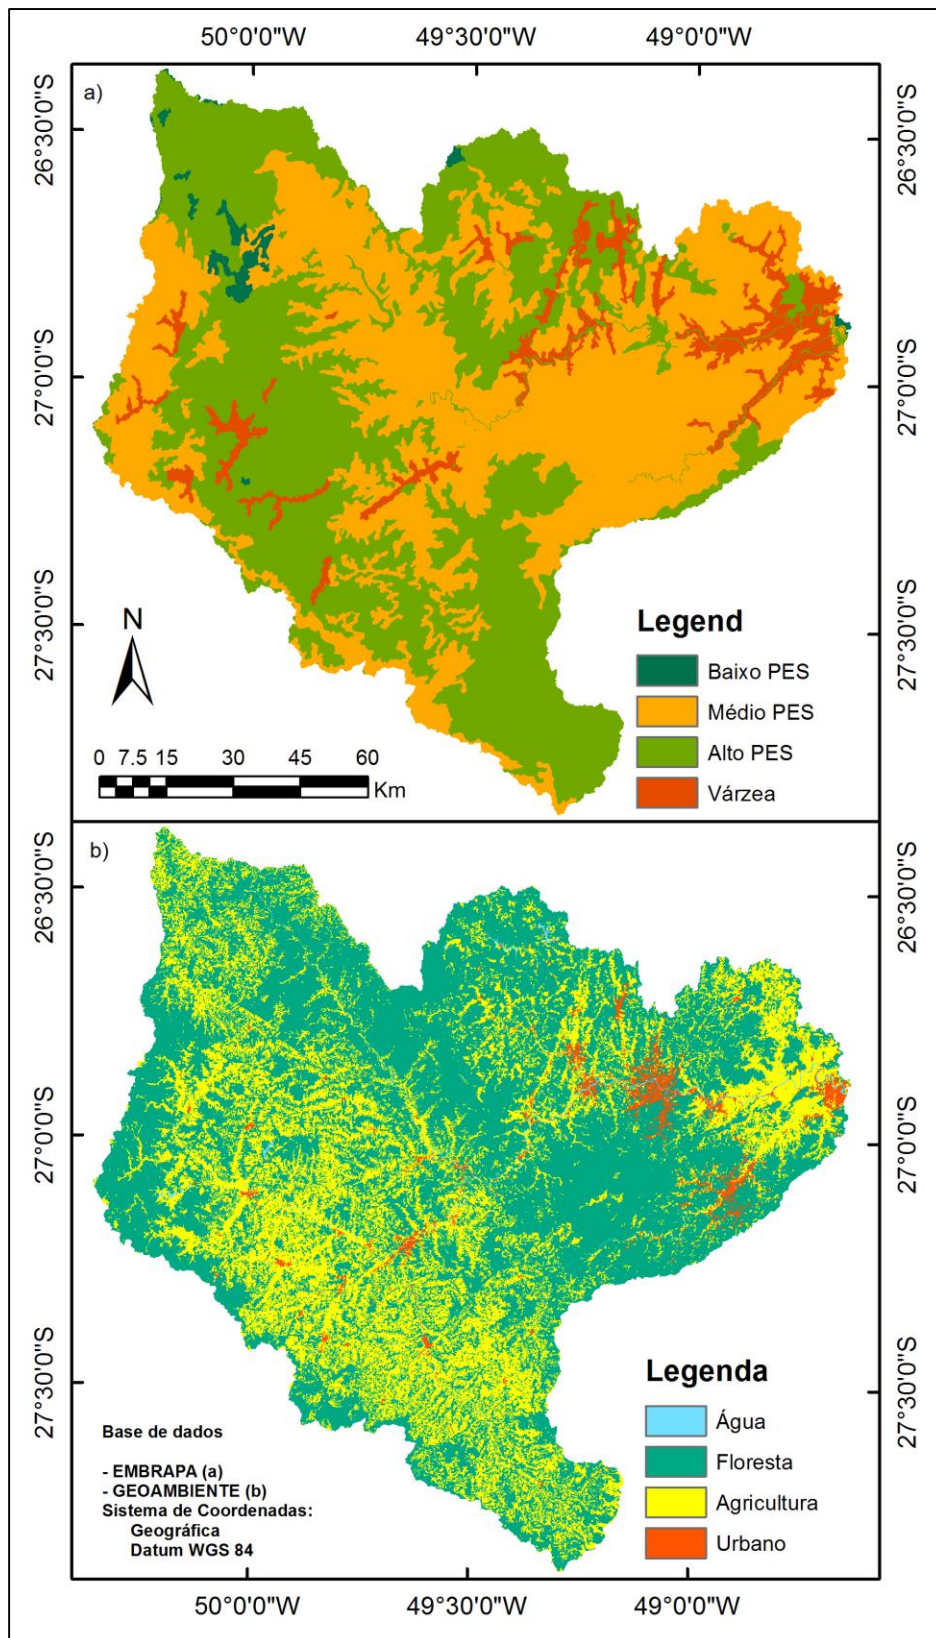 50°0'0"W 49°30'0"W 49°0'0"W
a)
26°30'0"S 26°30'0"S
27°0'0"S 27°0'0"S
27°30'0"S 27°30'0"S
N
0 7.5 15 30 45 60
Km
Legend
Baixo PES
Médio PES
Alto PES
Várzea
b)
26°30'0"S 26°30'0"S
27°0'0"S 27°0'0"S
27°30'0"S 27°30'0"S
Legenda
Água
Floresta
Agricultura
Urbano
Base de dados
- EMBRAPA (a)
- GEOAMBIENTE (b)
Sistema de Coordenadas:
Geográfica
Datum WGS 84
50°0'0"W 49°30'0"W 49°0'0"W